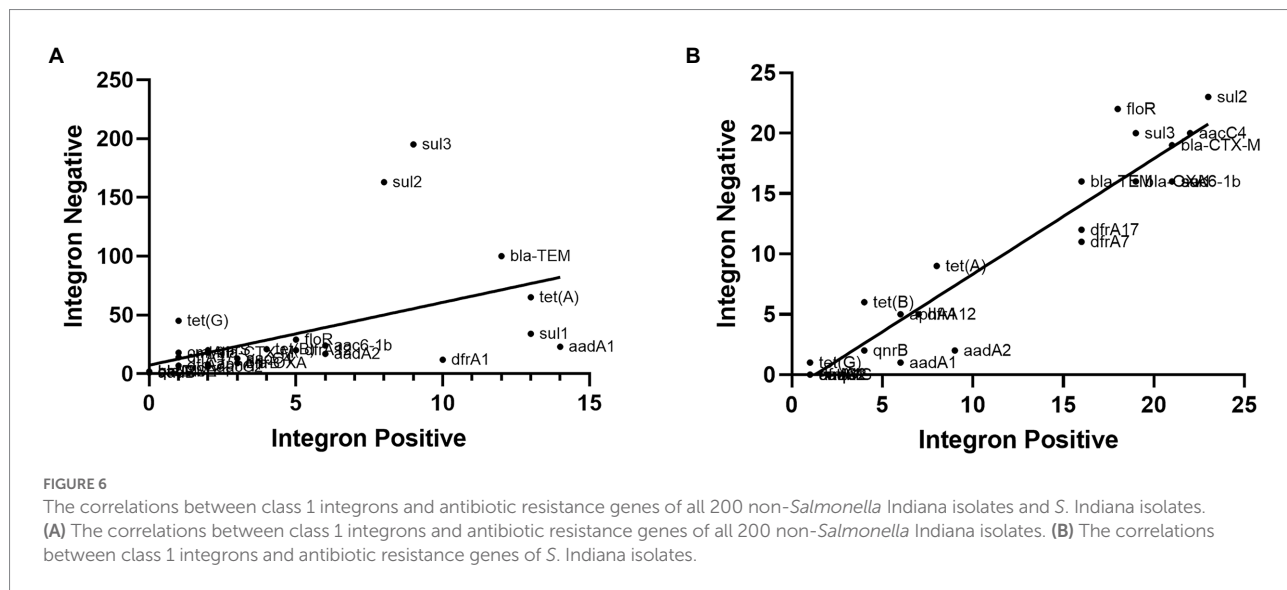 A
B
250
200
150
100
50
0
Integron Negative
sul3
sul2
bla-TEM
tet(A)
tet(G)
sul1
floR
aac6-1b
aadA2
aadA1
dfrA1
0 5 10 15
Integron Positive
25
20
15
10
5
0
Integron Negative
sul2
floR
sul3
aacC4
bla-CTX-M
bla-TEM
dfrA17
dfrA7
tet(A)
tet(B)
dfrA12
qnrB
aadA2
aadA1
tet(G)
0 5 10 15 20 25
Integron Positive
FIGURE 6
The correlations between class 1 integrons and antibiotic resistance genes of all 200 non-Salmonella Indiana isolates and S. Indiana isolates.
(A) The correlations between class 1 integrons and antibiotic resistance genes of all 200 non-Salmonella Indiana isolates. (B) The correlations
between class 1 integrons and antibiotic resistance genes of S. Indiana isolates.